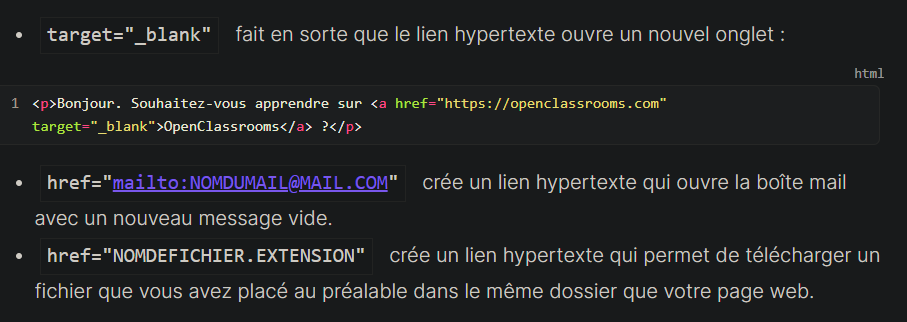 • target="_blank" fait en sorte que le lien hypertexte ouvre un nouvel onglet :
html
1 <p>Bonjour. Souhaitez-vous apprendre sur <a href="https://openclassrooms.com"
target="_blank">OpenClassrooms</a> ?</p>
• href="mailto:NOMDUMAIL@MAIL.COM" crée un lien hypertexte qui ouvre la boîte mail
avec un nouveau message vide.
• href="NOMDEFICHIER.EXTENSION" crée un lien hypertexte qui permet de télécharger un
fichier que vous avez placé au préalable dans le même dossier que votre page web.